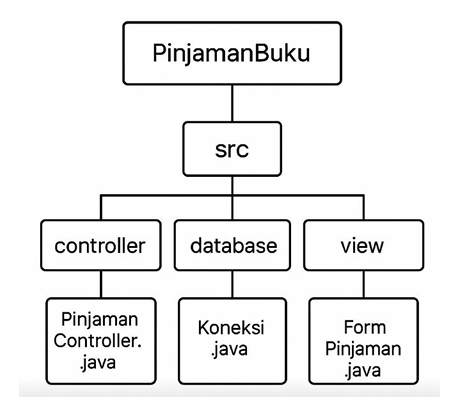 PinjamanBuku
src
controller
database
view
Pinjaman
Controller.
.java
Koneksi
.java
Form
Pinjaman
.java